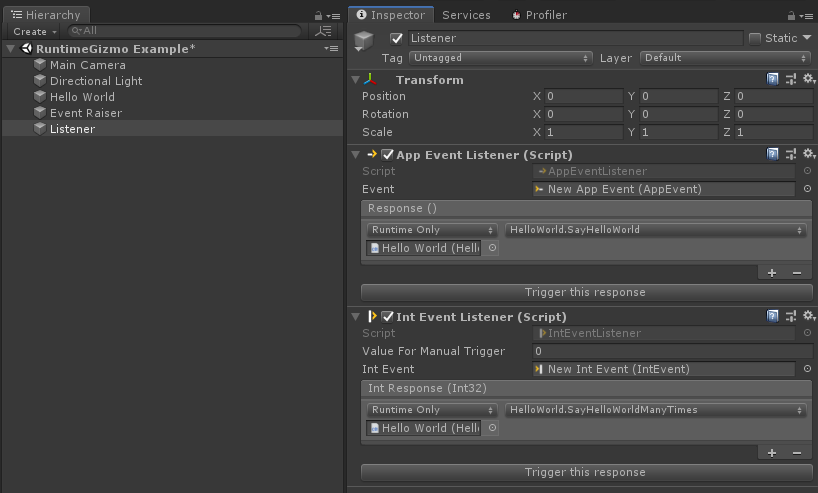 Hierarchy
Create
All
RuntimeGizmo Example*
Main Camera
Directional Light
Hello World
Event Raiser
Listener
Inspector Services Profiler
Listener Static
Tag Untagged Layer Default
Transform
Position X 0 Y 0 Z 0
Rotation X 0 Y 0 Z 0
Scale X 1 Y 1 Z 1
App Event Listener (Script)
Script AppEventListener
Event New App Event (AppEvent)
Response ()
Runtime Only HelloWorld.SayHelloWorld
Hello World (Hello
+ −
Trigger this response
Int Event Listener (Script)
Script IntEventListener
Value For Manual Trigger 0
Int Event New Int Event (IntEvent)
Int Response (Int32)
Runtime Only HelloWorld.SayHelloWorldManyTimes
Hello World (Hello
+ −
Trigger this response